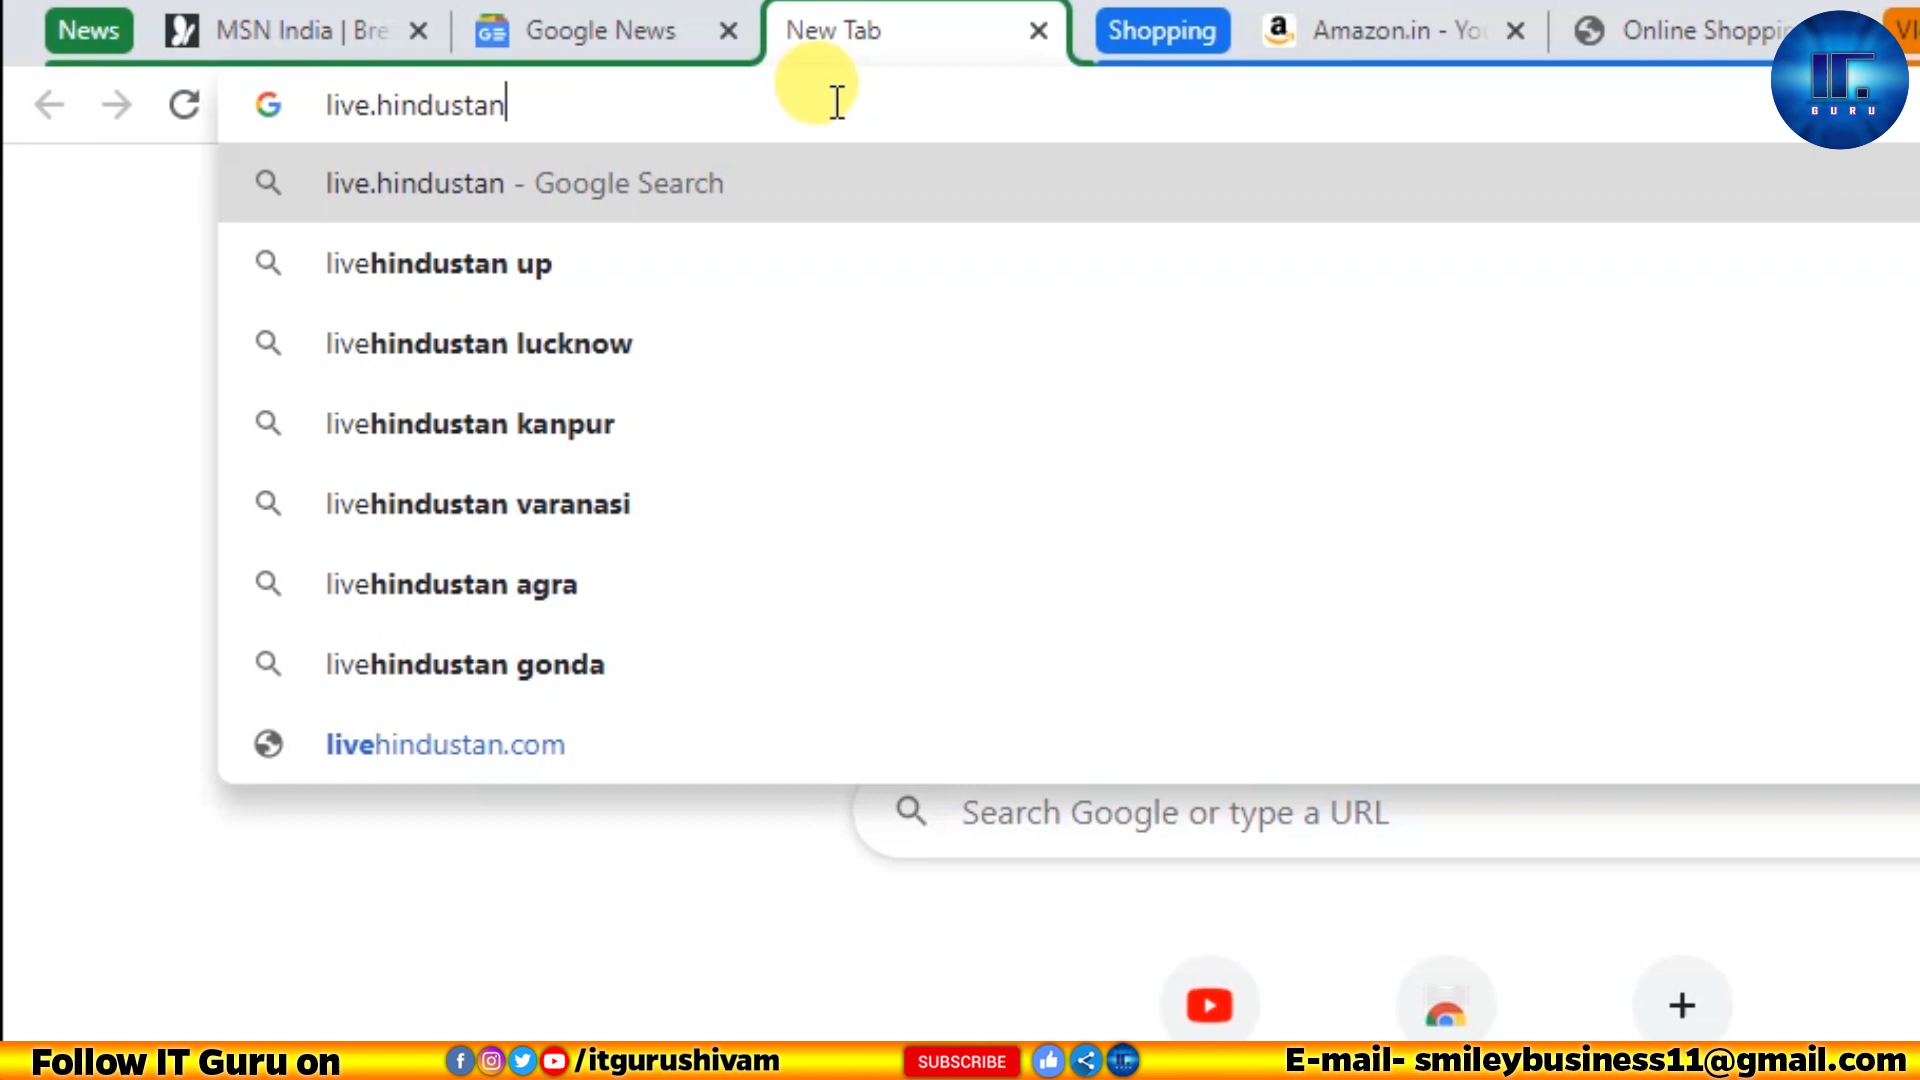 News MSN India | Bre Google News New Tab Shopping Amazon.in - Yo Online Shoppi
live.hindustan
live.hindustan - Google Search
livehindustan up
livehindustan lucknow
livehindustan kanpur
livehindustan varanasi
livehindustan agra
livehindustan gonda
livehindustan.com
Search Google or type a URL
IT.
GURU
Follow IT Guru on /itgurushivam SUBSCRIBE E-mail- smileybusiness11@gmail.com